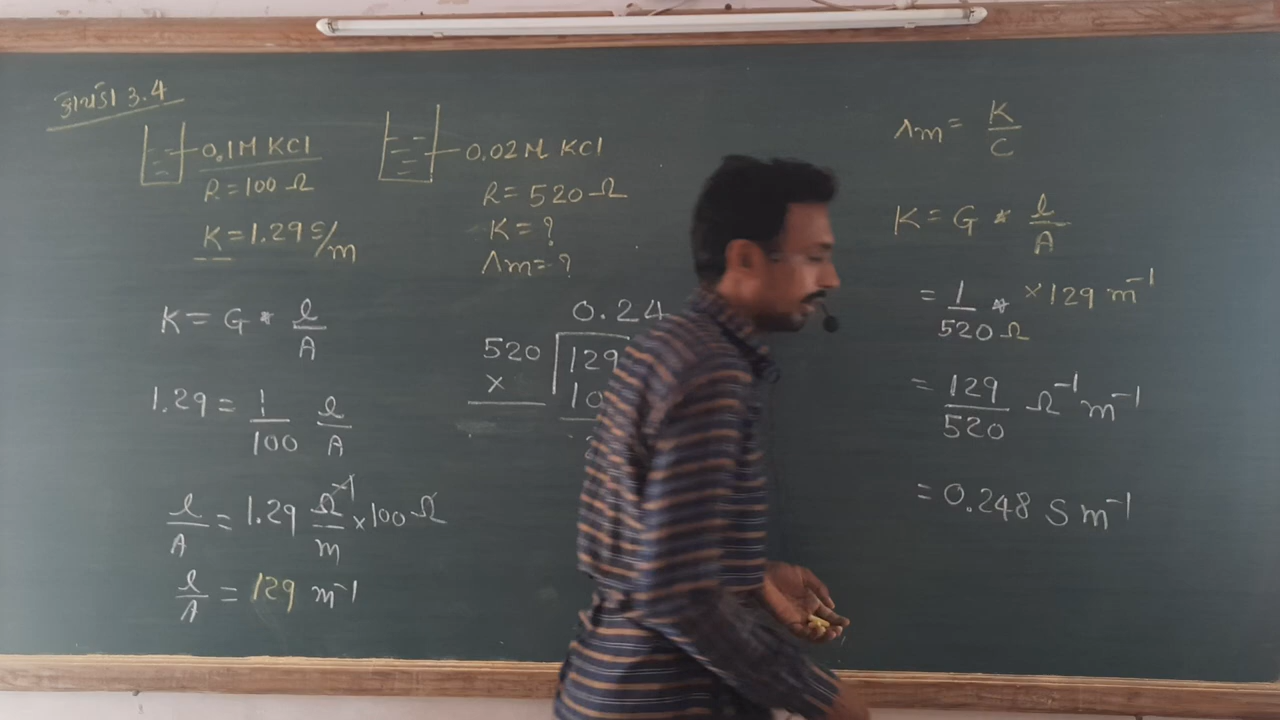 દાખલો 3.4
0.1M KCl
R = 100 Ω
K = 1.29 S/m
K = G * l/A
1.29 = 1/100 l/A
l/A = 1.29 Ω⁻¹/m × 100 Ω
l/A = 129 m⁻¹
0.02M KCl
R = 520 Ω
K = ?
Λm = ?
0.24
520
129
×
10
Λm = K/C
K = G * l/A
= 1/520 Ω * × 129 m⁻¹
= 129/520 Ω⁻¹ m⁻¹
= 0.248 S m⁻¹